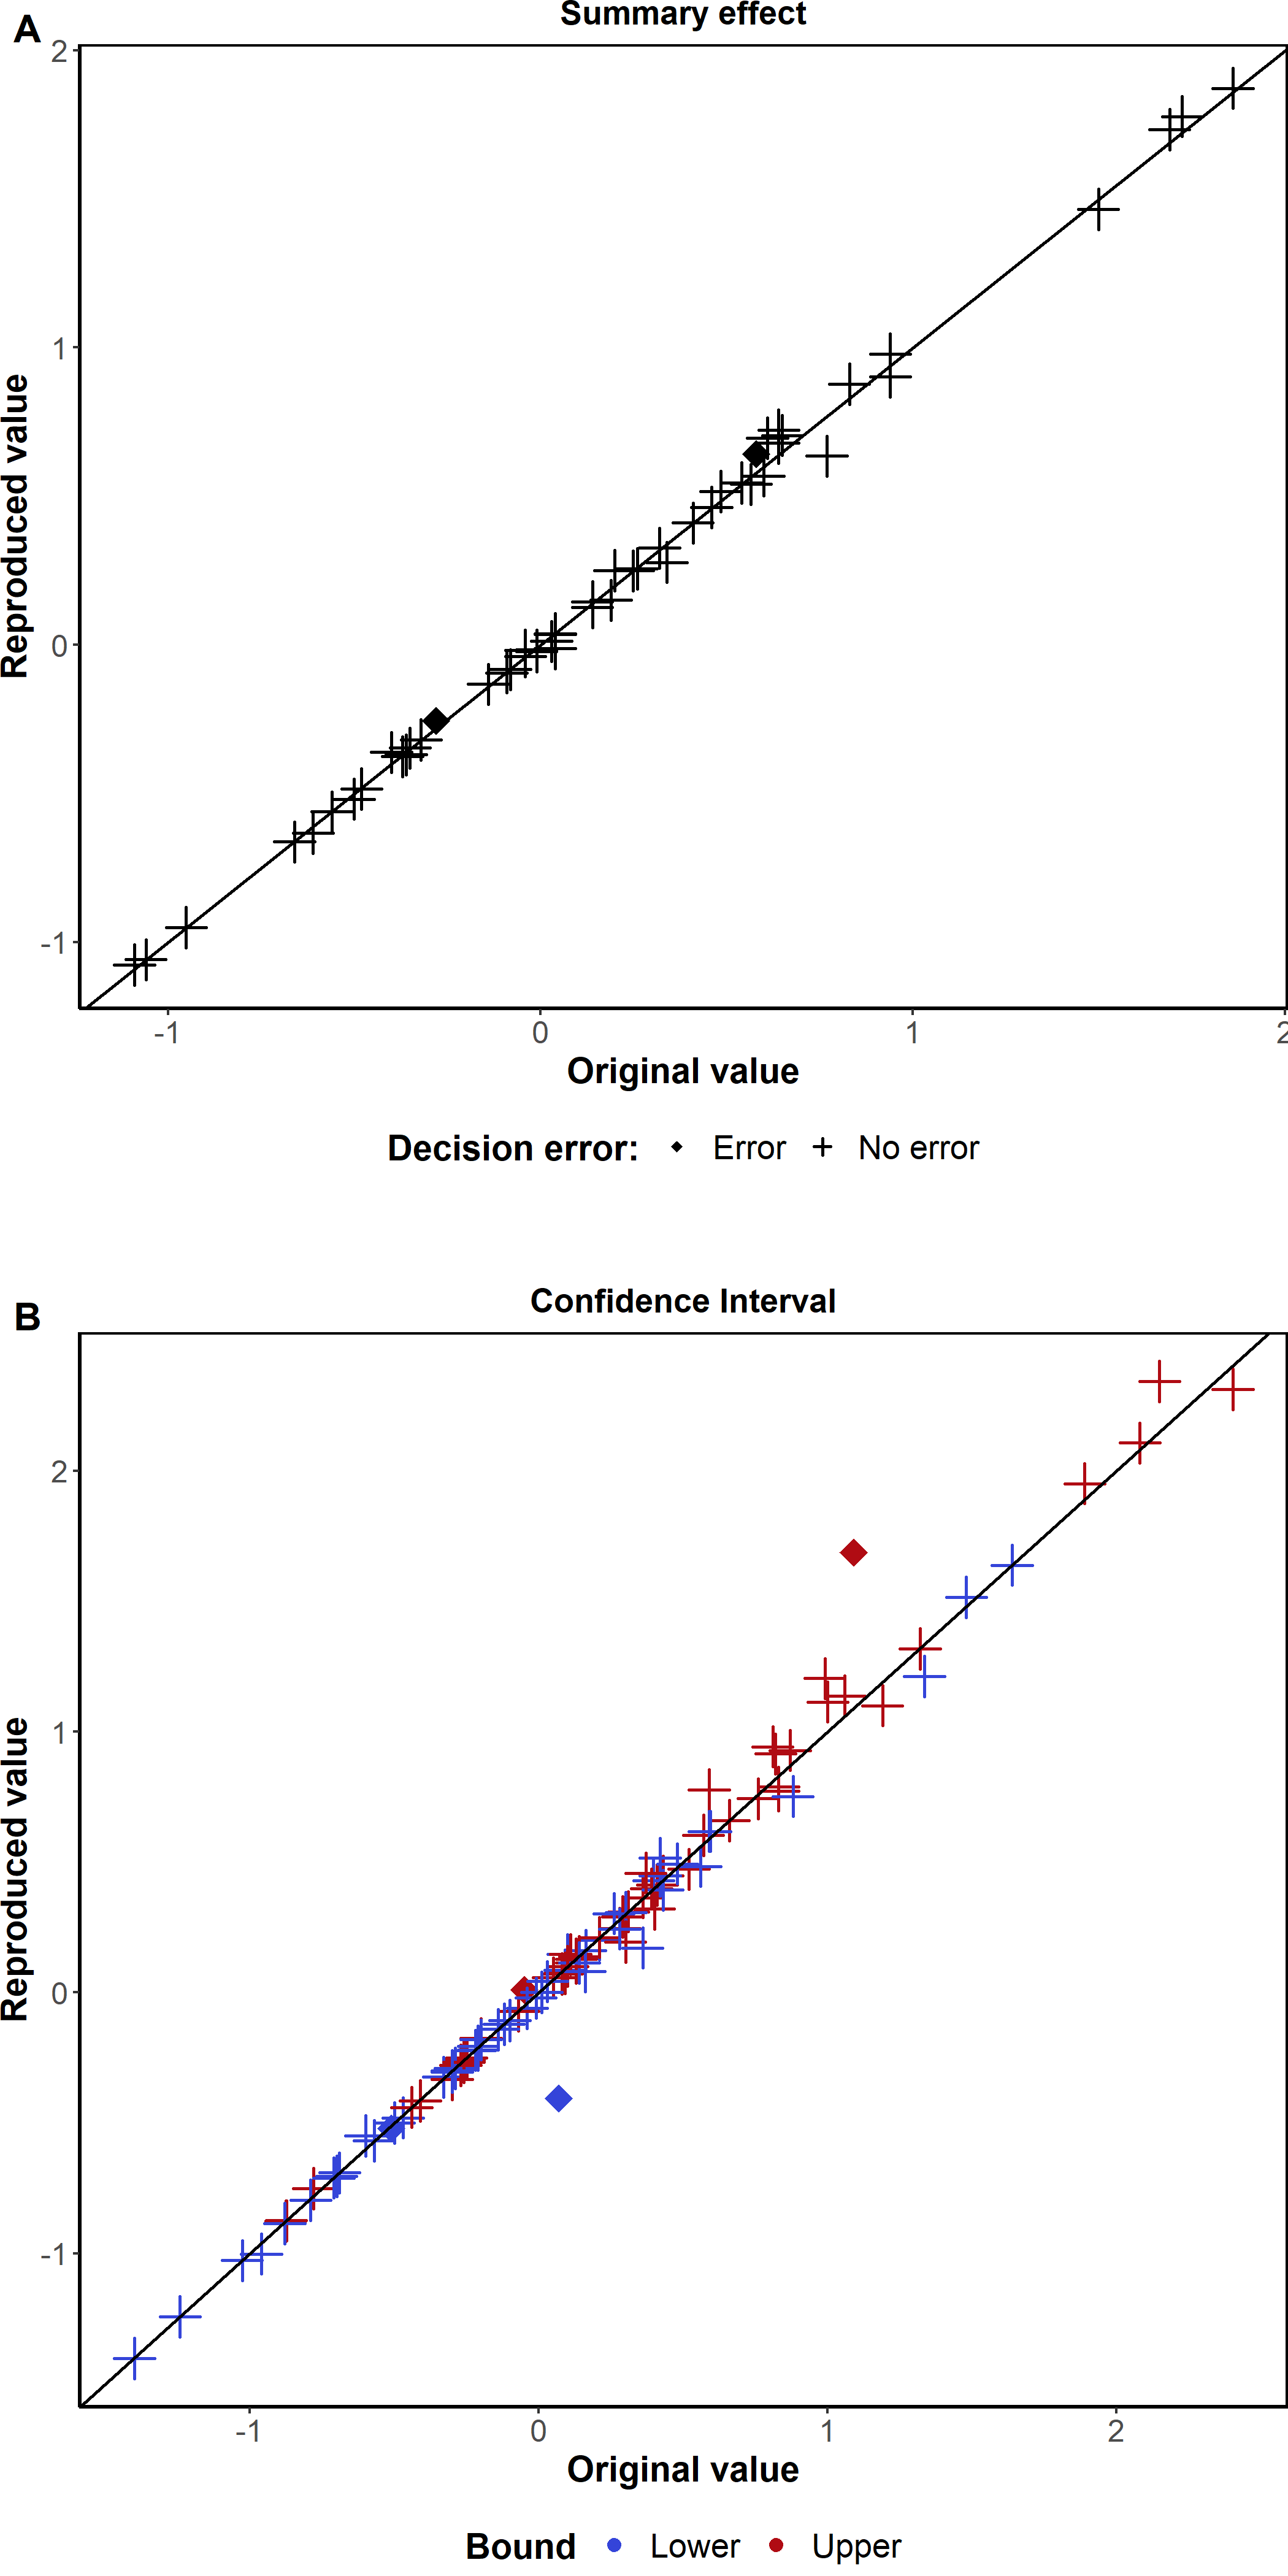 A
Summary effect
2
1
0
-1
Reproduced value
-1
0
1
2
Original value
Decision error: Error No error
B
Confidence Interval
2
1
0
-1
Reproduced value
-1
0
1
2
Original value
Bound Lower Upper